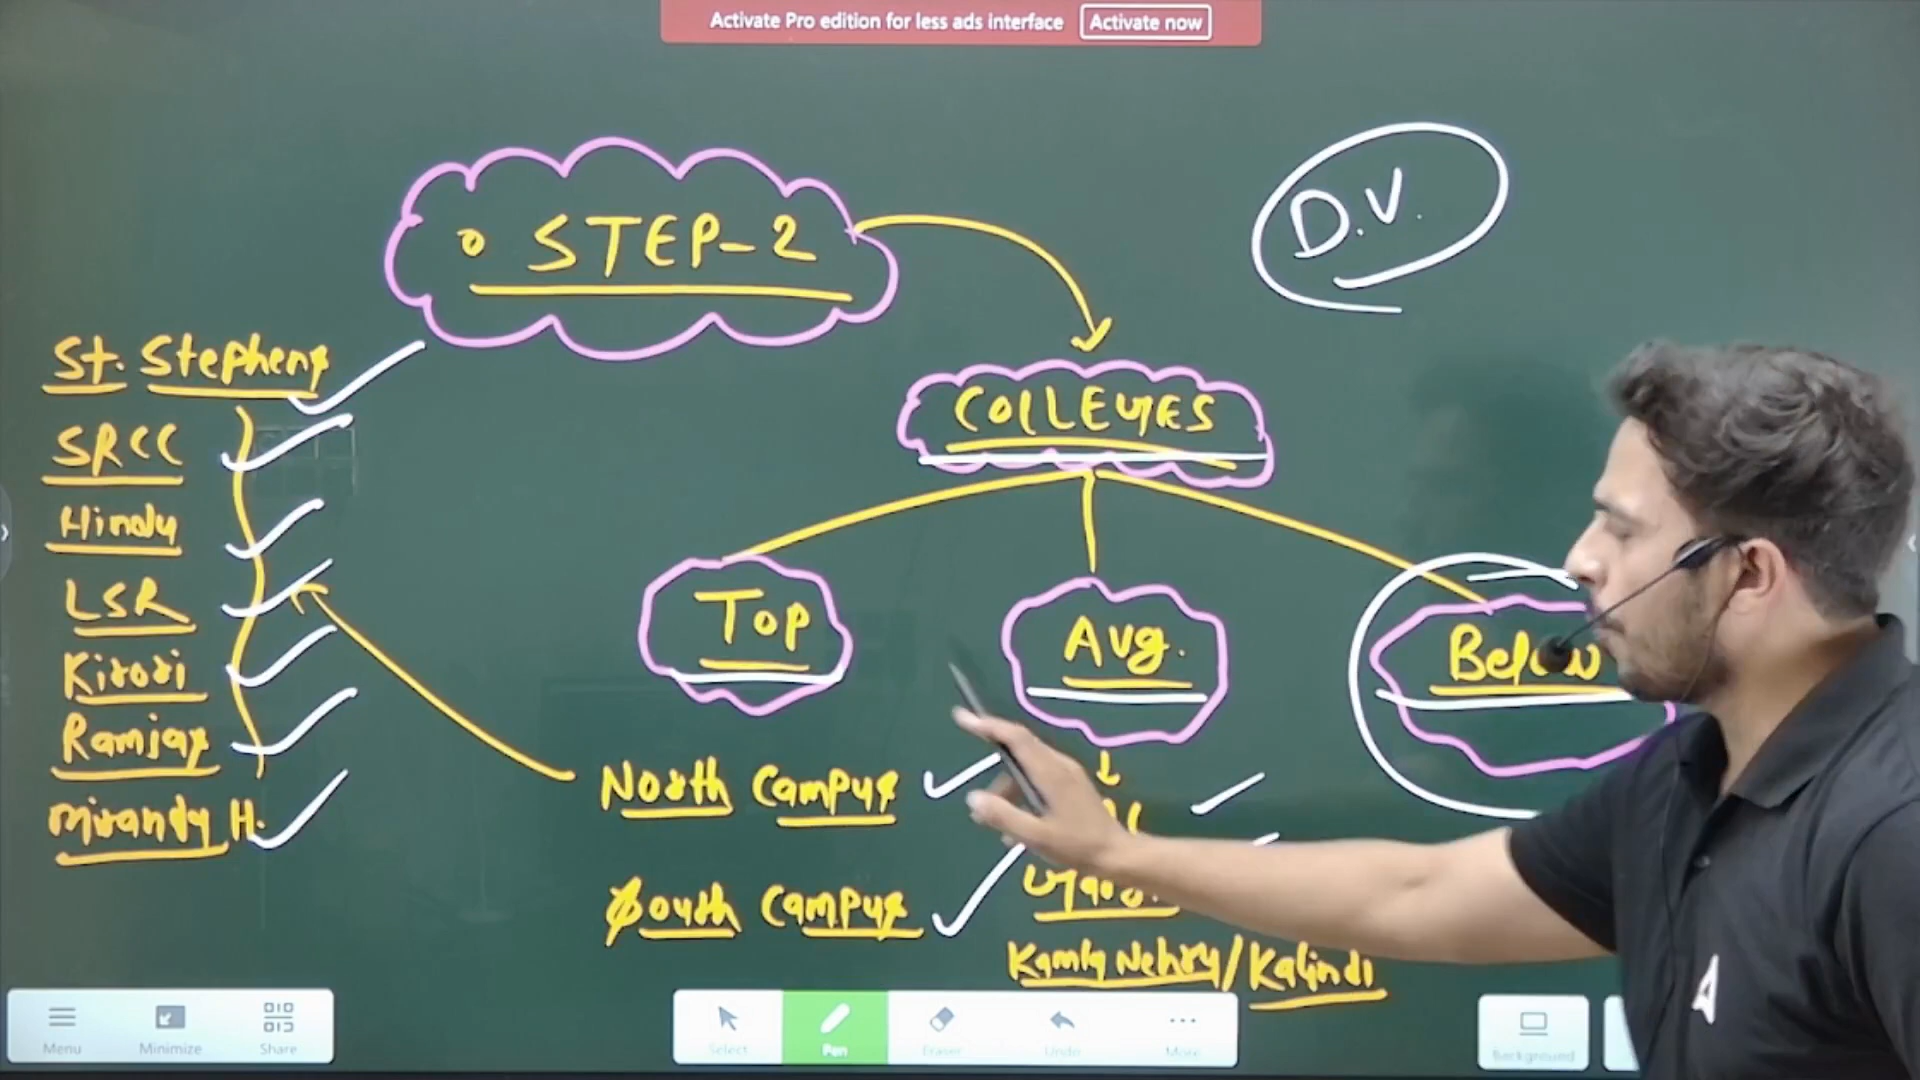 Activate Pro edition for less ads interface Activate now
D.V.
STEP-2
St. Stephens
COLLEGES
SRCC
Hindu
LSR
Top
Avg.
Below
Kirori
Ramjas
North Campus
Miranda H.
South Campus
Kamla Nehru/Kalindi
Menu Minimize Share
Select Pen Eraser Undo More
Background